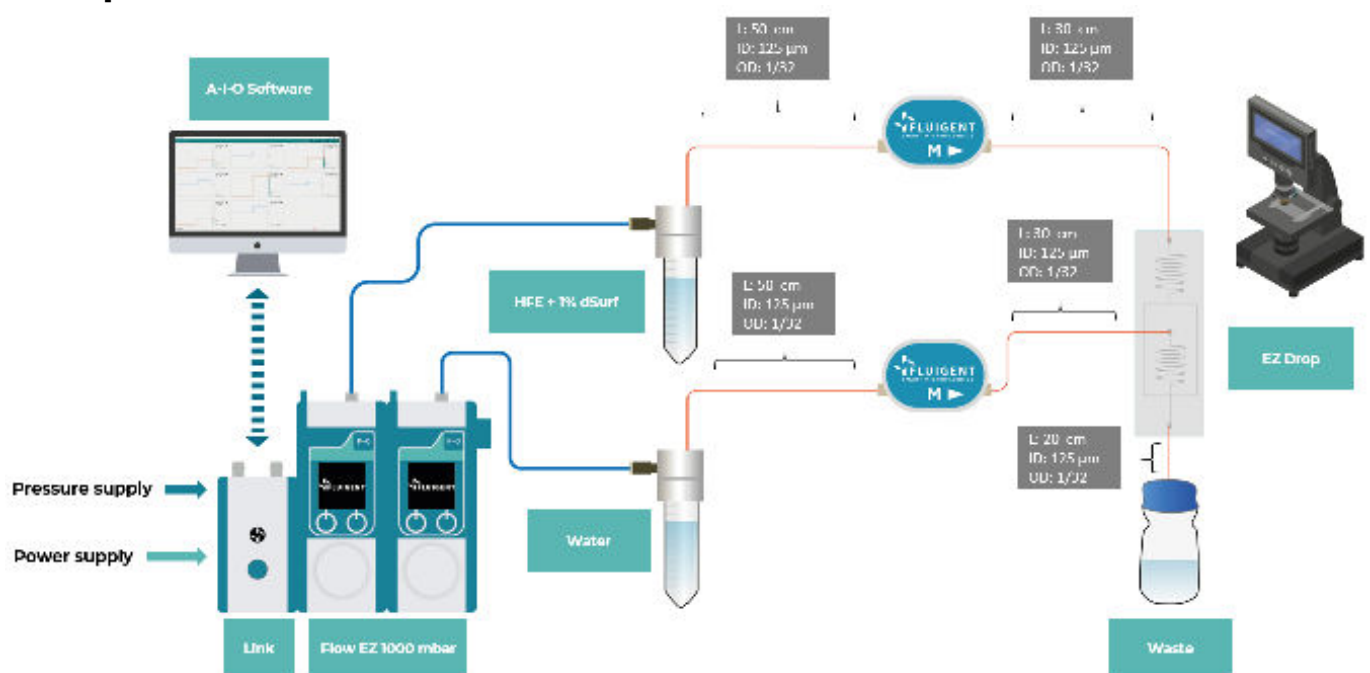 L: 50 cm
ID: 125 µm
OD: 1/32
L: 30 cm
ID: 125 µm
OD: 1/32
A-I-O Software
FLUIGENT
M
L: 30 cm
ID: 125 µm
OD: 1/32
HFE + 1% dSurf
L: 50 cm
ID: 125 µm
OD: 1/32
EZ Drop
FLUIGENT
M
L: 20 cm
ID: 125 µm
OD: 1/32
Pressure supply
FLUIGENT
FLUIGENT
Water
Power supply
Link
Flow EZ 1000 mbar
Waste